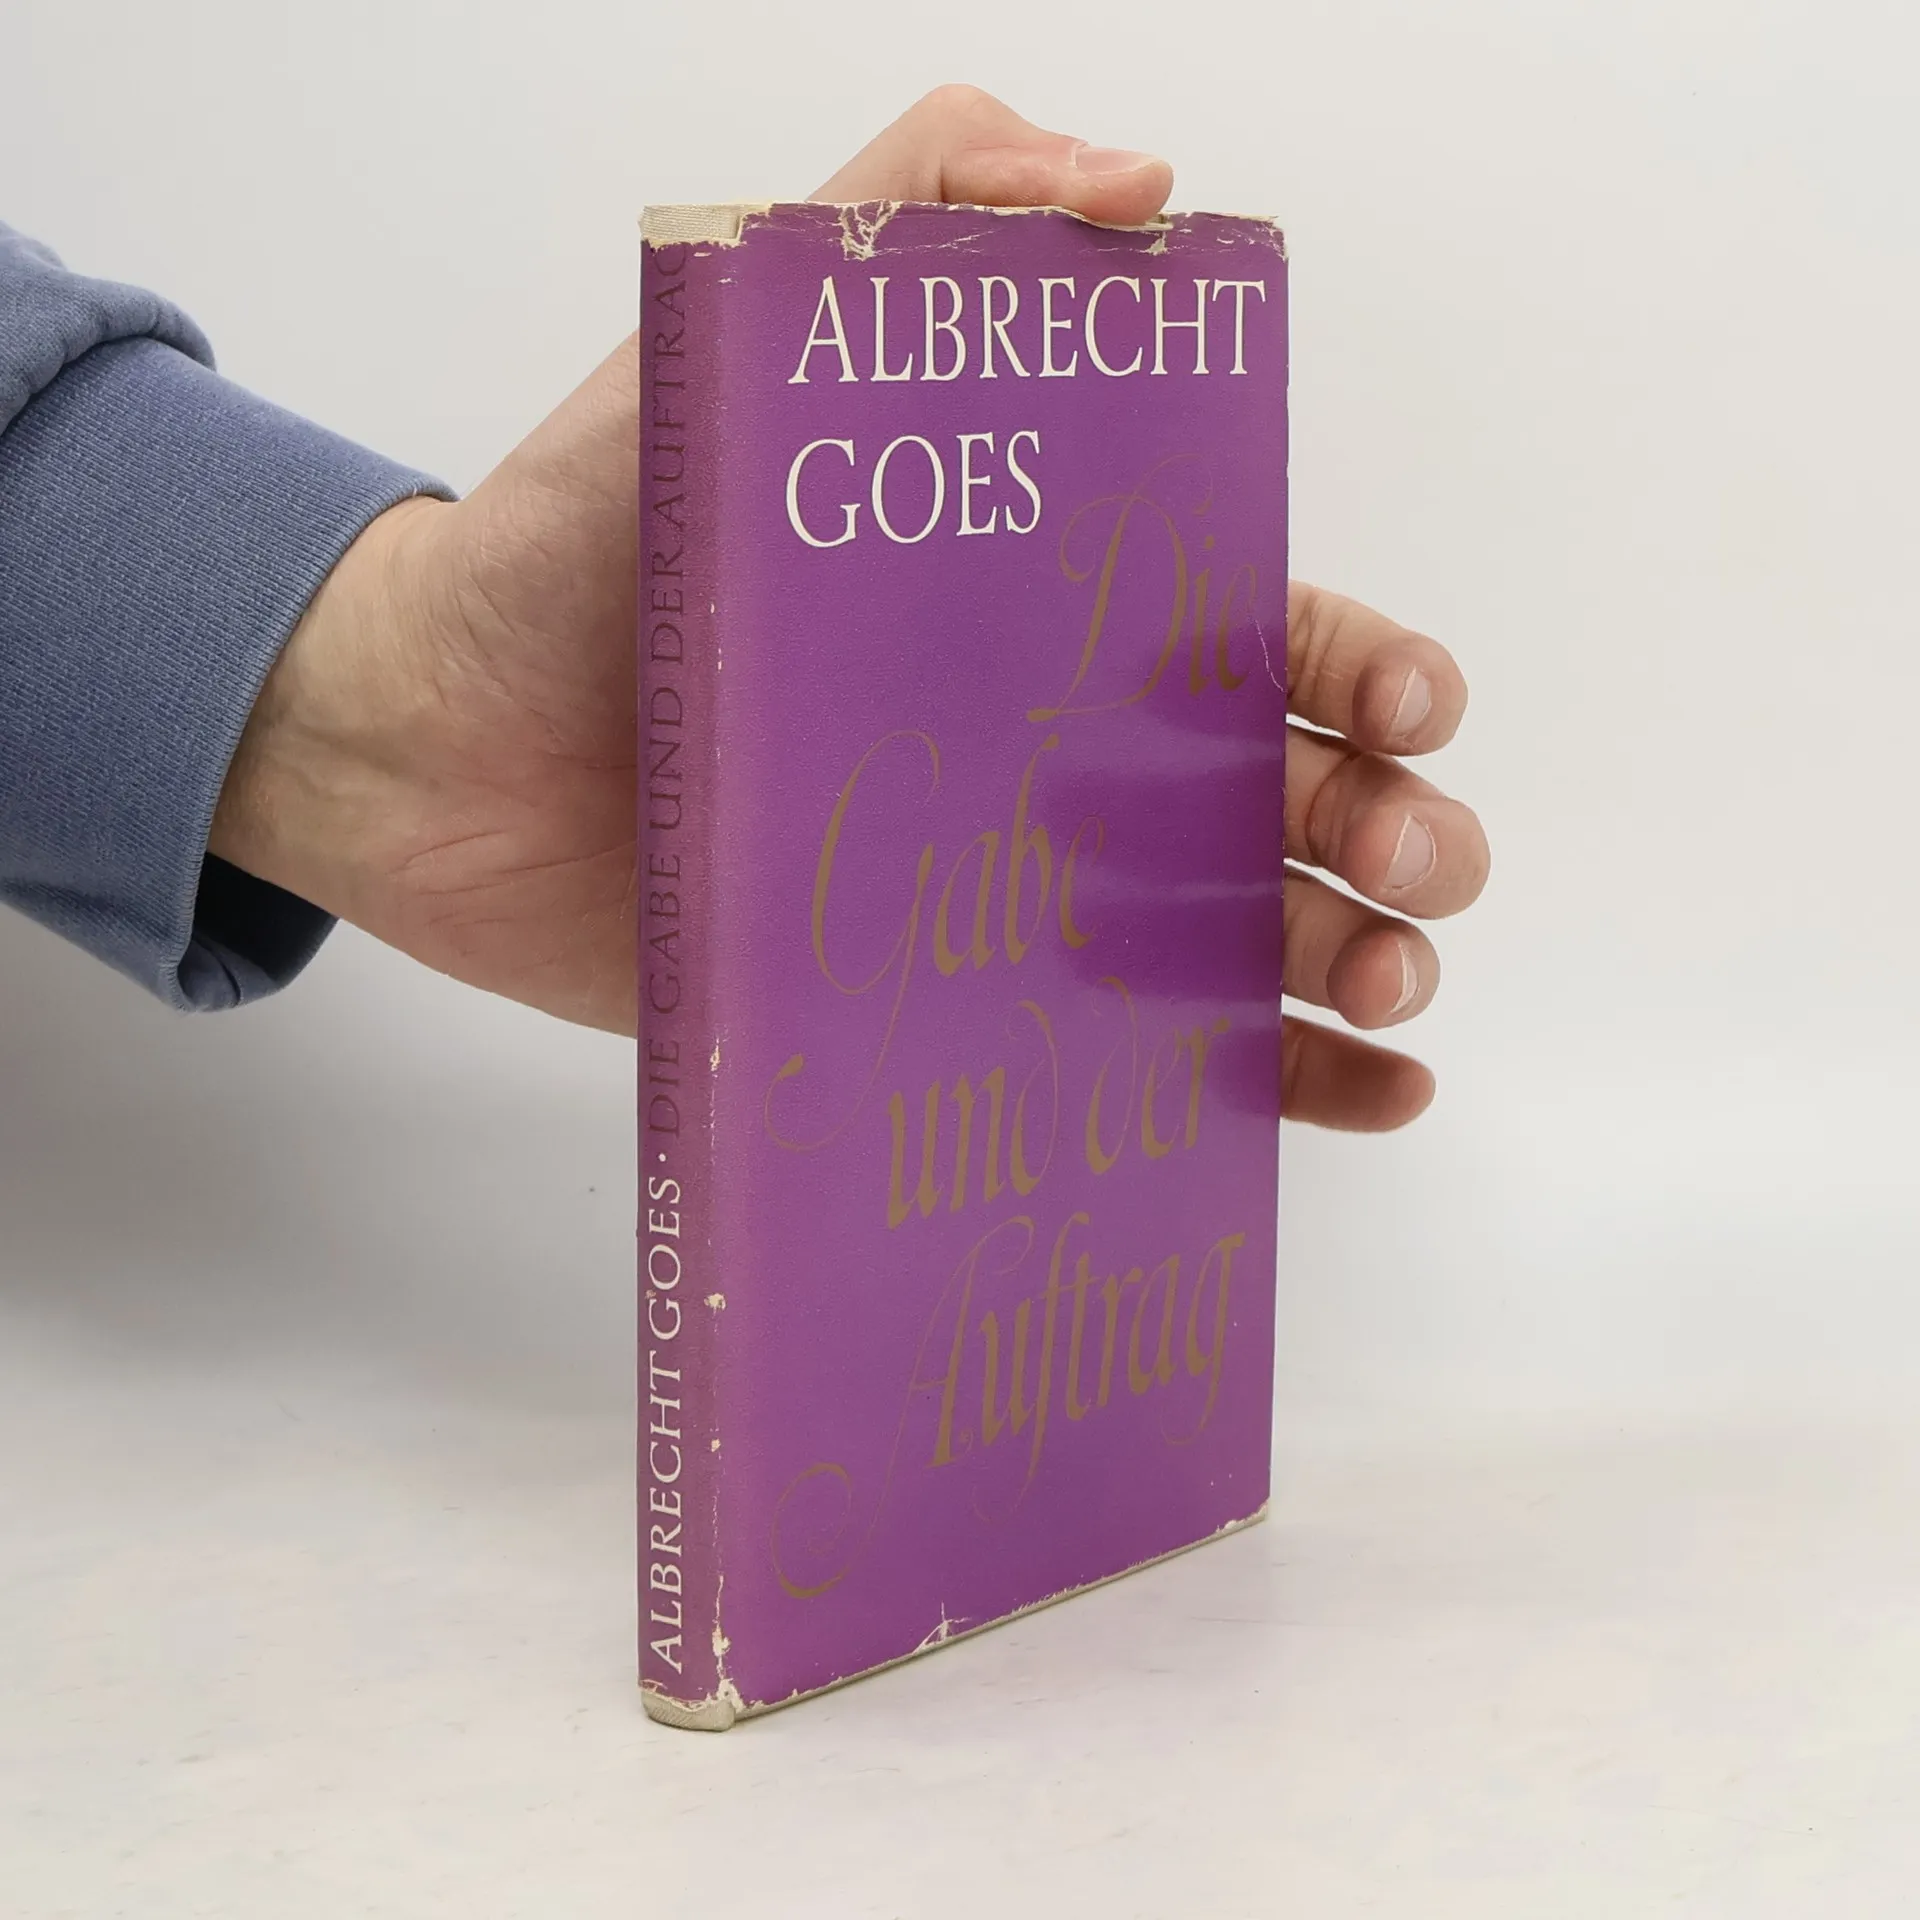 ALBRECHT
GOES
Die
Gabe
und der
Auftrag
ALBRECHT GOES · DIE GABE UND DER AUFTRAG